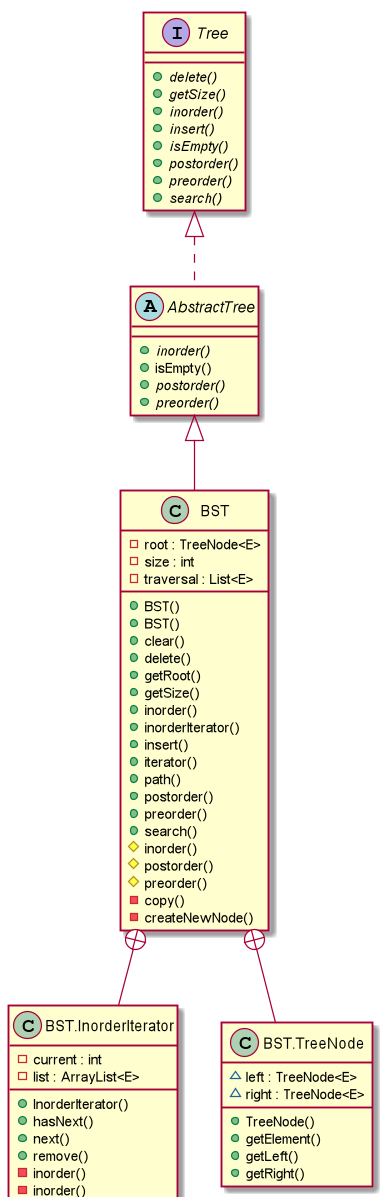 I Tree
delete()
getSize()
inorder()
insert()
isEmpty()
postorder()
preorder()
search()
A AbstractTree
inorder()
isEmpty()
postorder()
preorder()
C BST
root : TreeNode<E>
size : int
traversal : List<E>
BST()
BST()
clear()
delete()
getRoot()
getSize()
inorder()
inorderIterator()
insert()
iterator()
path()
postorder()
preorder()
search()
inorder()
postorder()
preorder()
copy()
createNewNode()
C BST.InorderIterator
current : int
list : ArrayList<E>
InorderIterator()
hasNext()
next()
remove()
inorder()
inorder()
C BST.TreeNode
left : TreeNode<E>
right : TreeNode<E>
TreeNode()
getElement()
getLeft()
getRight()